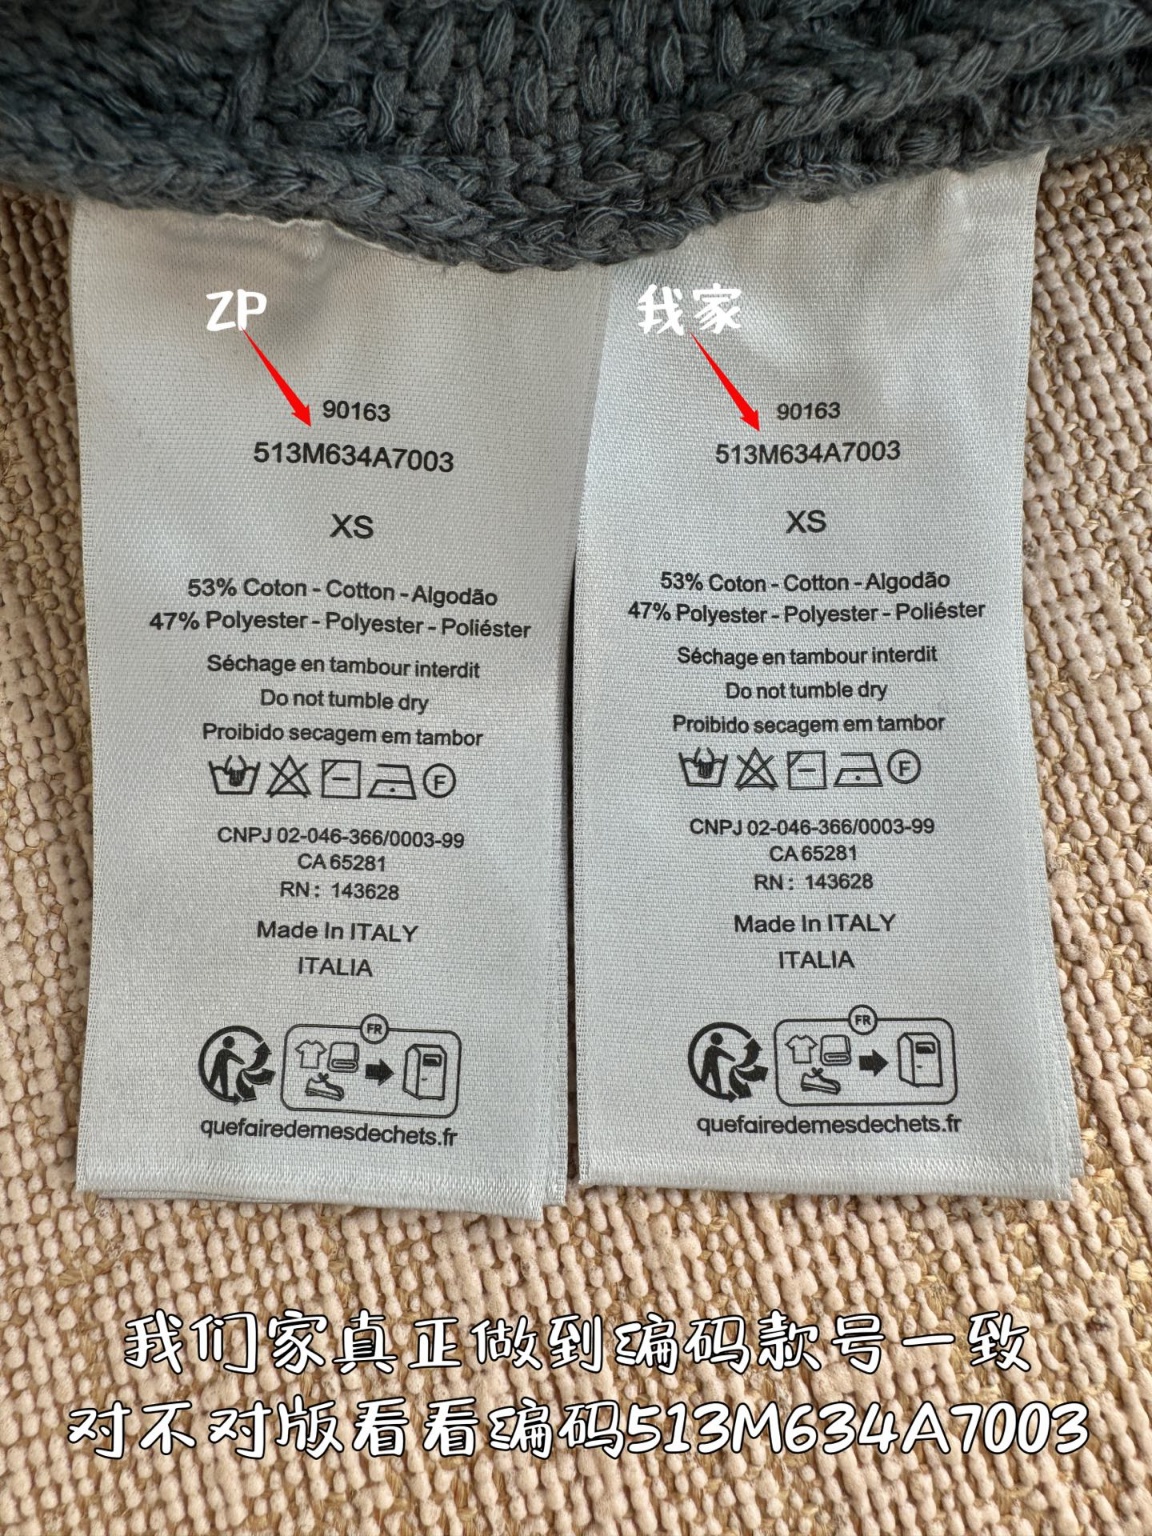 ZP
90163
513M634A7003
XS
53% Coton - Cotton - Algodão
47% Polyester - Polyester - Poliéster
Séchage en tambour interdit
Do not tumble dry
Proibido secagem em tambor
F
CNPJ 02-046-366/0003-99
CA 65281
RN : 143628
Made In ITALY
ITALIA
FR
quefairedemesdechets.fr
我家
90163
513M634A7003
XS
53% Coton - Cotton - Algodão
47% Polyester - Polyester - Poliéster
Séchage en tambour interdit
Do not tumble dry
Proibido secagem em tambor
F
CNPJ 02-046-366/0003-99
CA 65281
RN : 143628
Made In ITALY
ITALIA
FR
quefairedemesdechets.fr
我们家真正做到编码款号一致
对不对版看看编码513M634A7003